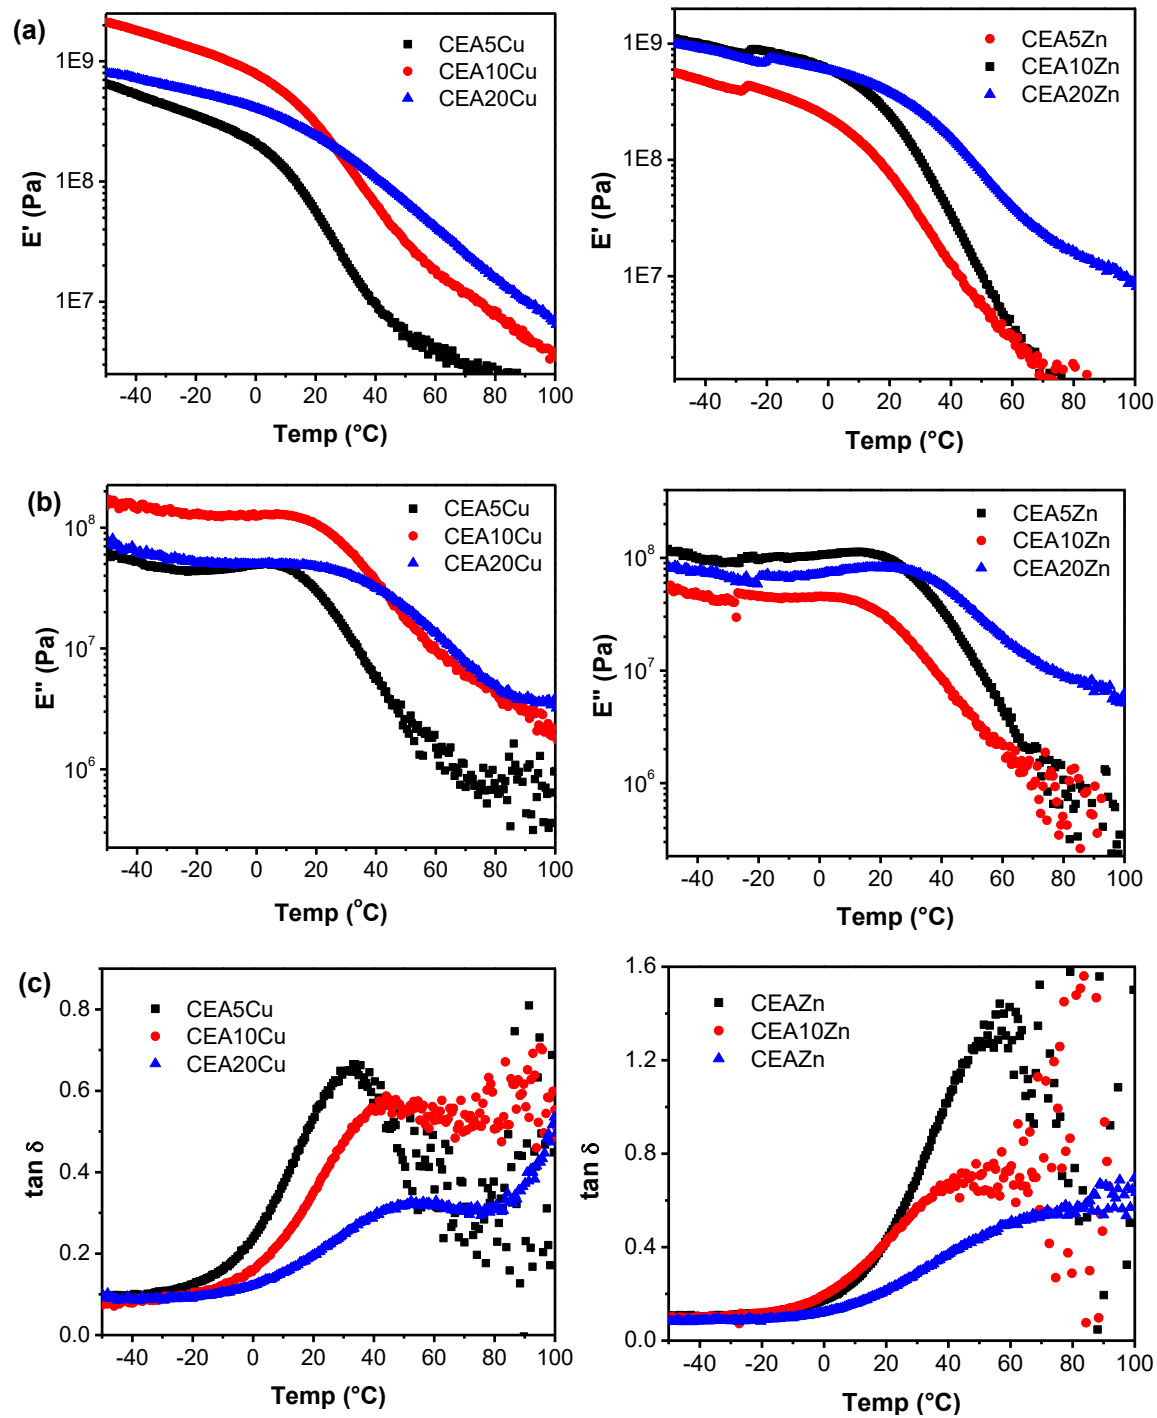 (a)
CEA5Cu
CEA10Cu
CEA20Cu
1E9
1E8
1E7
E' (Pa)
-40 -20 0 20 40 60 80 100
Temp (°C)
CEA5Zn
CEA10Zn
CEA20Zn
1E9
1E8
1E7
E' (Pa)
-40 -20 0 20 40 60 80 100
Temp (°C)
(b)
CEA5Cu
CEA10Cu
CEA20Cu
10⁸
10⁷
10⁶
E" (Pa)
-40 -20 0 20 40 60 80 100
Temp (°C)
CEA5Zn
CEA10Zn
CEA20Zn
10⁸
10⁷
10⁶
E" (Pa)
-40 -20 0 20 40 60 80 100
Temp (°C)
(c)
CEA5Cu
CEA10Cu
CEA20Cu
0.8
0.6
0.4
0.2
0.0
tan δ
-40 -20 0 20 40 60 80 100
Temp (°C)
CEAZn
CEA10Zn
CEAZn
1.6
1.2
0.8
0.4
0.0
tan δ
-40 -20 0 20 40 60 80 100
Temp (°C)